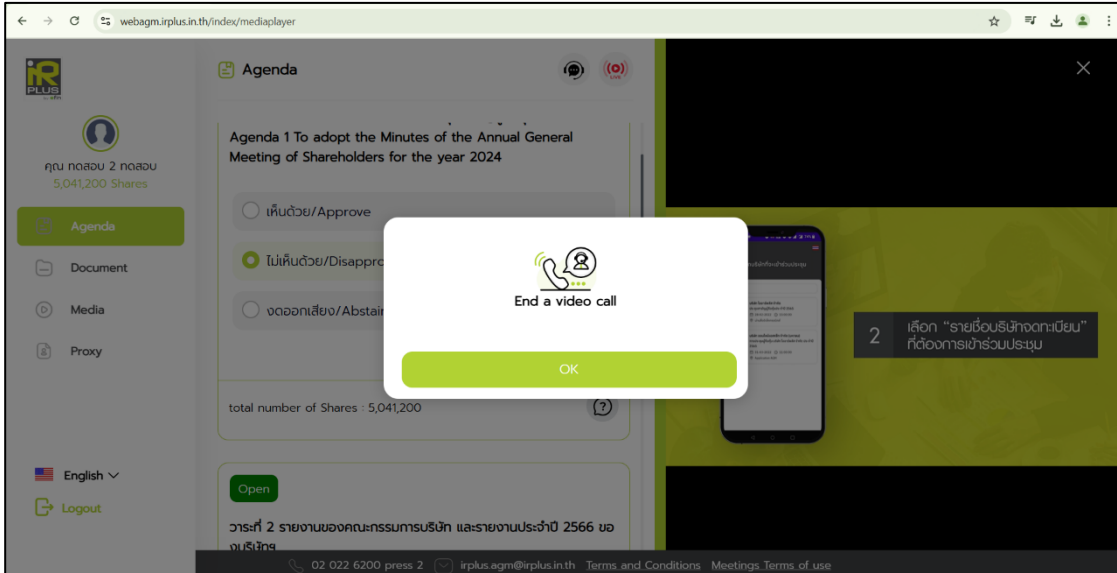 webagm.irplus.in.th/index/mediaplayer
iR
PLUS
คุณ ทดสอบ 2 ทดสอบ
5,041,200 Shares
Agenda
Document
Media
Proxy
English
Logout
Agenda
LIVE
Agenda 1 To adopt the Minutes of the Annual General
Meeting of Shareholders for the year 2024
เห็นด้วย/Approve
ไม่เห็นด้วย/Disappro
งดออกเสียง/Abstai
total number of Shares : 5,041,200
Open
วาระที่ 2 รายงานของคณะกรรมการบริษัท และรายงานประจำปี 2566 ขอ
งบริษัทฯ
End a video call
OK
2
เลือก “รายชื่อบริษัทจดทะเบียน”
ที่ต้องการเข้าร่วมประชุม
02 022 6200 press 2 irplus.agm@irplus.in.th Terms and Conditions Meetings Terms of use